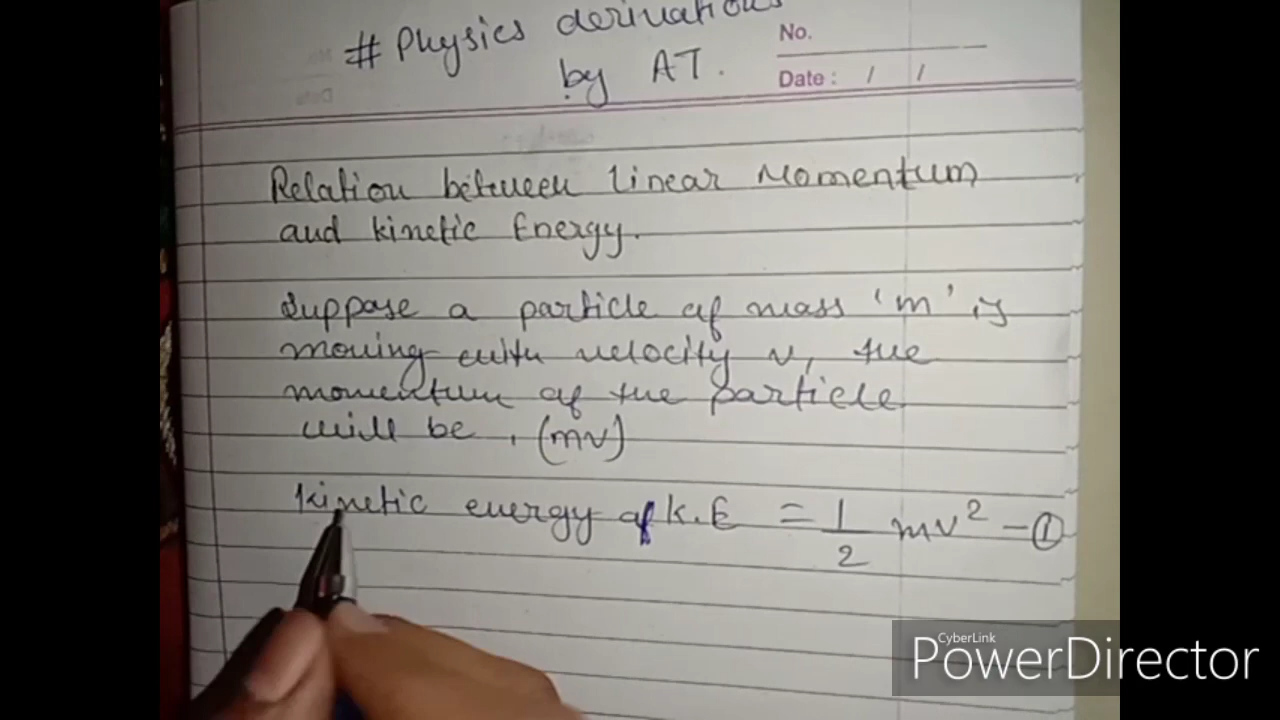 # Physics derivations
by AT.
No.
Date : / /
Relation between linear Momentum
and kinetic Energy.
Suppose a particle of mass 'm' is
moving with velocity v, the
momentum of the particle
will be , (mv)
kinetic energy of K.E = 1/2 mv² - ①
CyberLink
PowerDirector